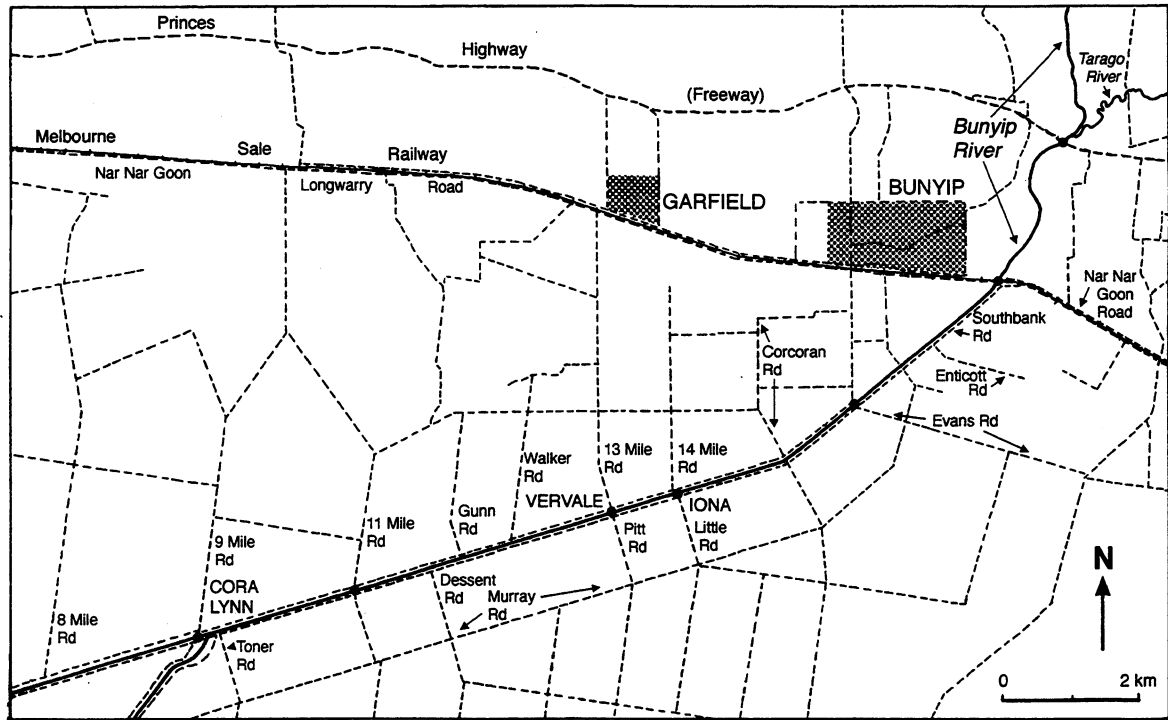 Princes
Highway
(Freeway)
Tarago
River
Bunyip
River
Melbourne
Sale
Railway
Nar Nar Goon
Longwarry
Road
GARFIELD
BUNYIP
Nar Nar
Goon
Road
Southbank
Rd
Corcoran
Rd
Enticott
Rd
Evans Rd
13 Mile
Rd
14 Mile
Rd
Walker
Rd
VERVALE
IONA
Gunn
Rd
11 Mile
Rd
Pitt
Rd
Little
Rd
9 Mile
Rd
CORA
LYNN
Dessent
Rd
Murray
Rd
8 Mile
Rd
Toner
Rd
N
0
2 km